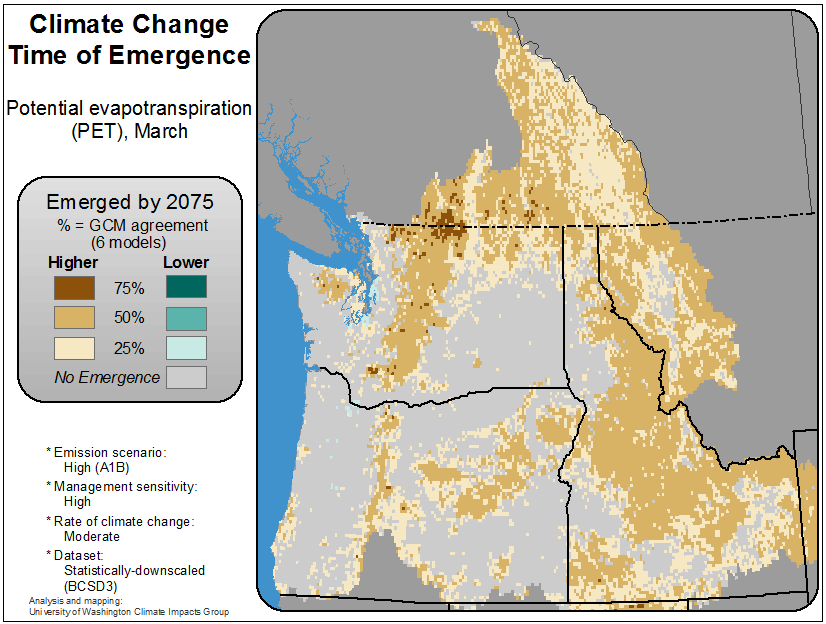 Climate Change
Time of Emergence
Potential evapotranspiration
(PET), March
Emerged by 2075
% = GCM agreement
(6 models)
Higher Lower
75%
50%
25%
No Emergence
* Emission scenario:
High (A1B)
* Management sensitivity:
High
* Rate of climate change:
Moderate
* Dataset:
Statistically-downscaled
(BCSD3)
Analysis and mapping:
University of Washington Climate Impacts Group